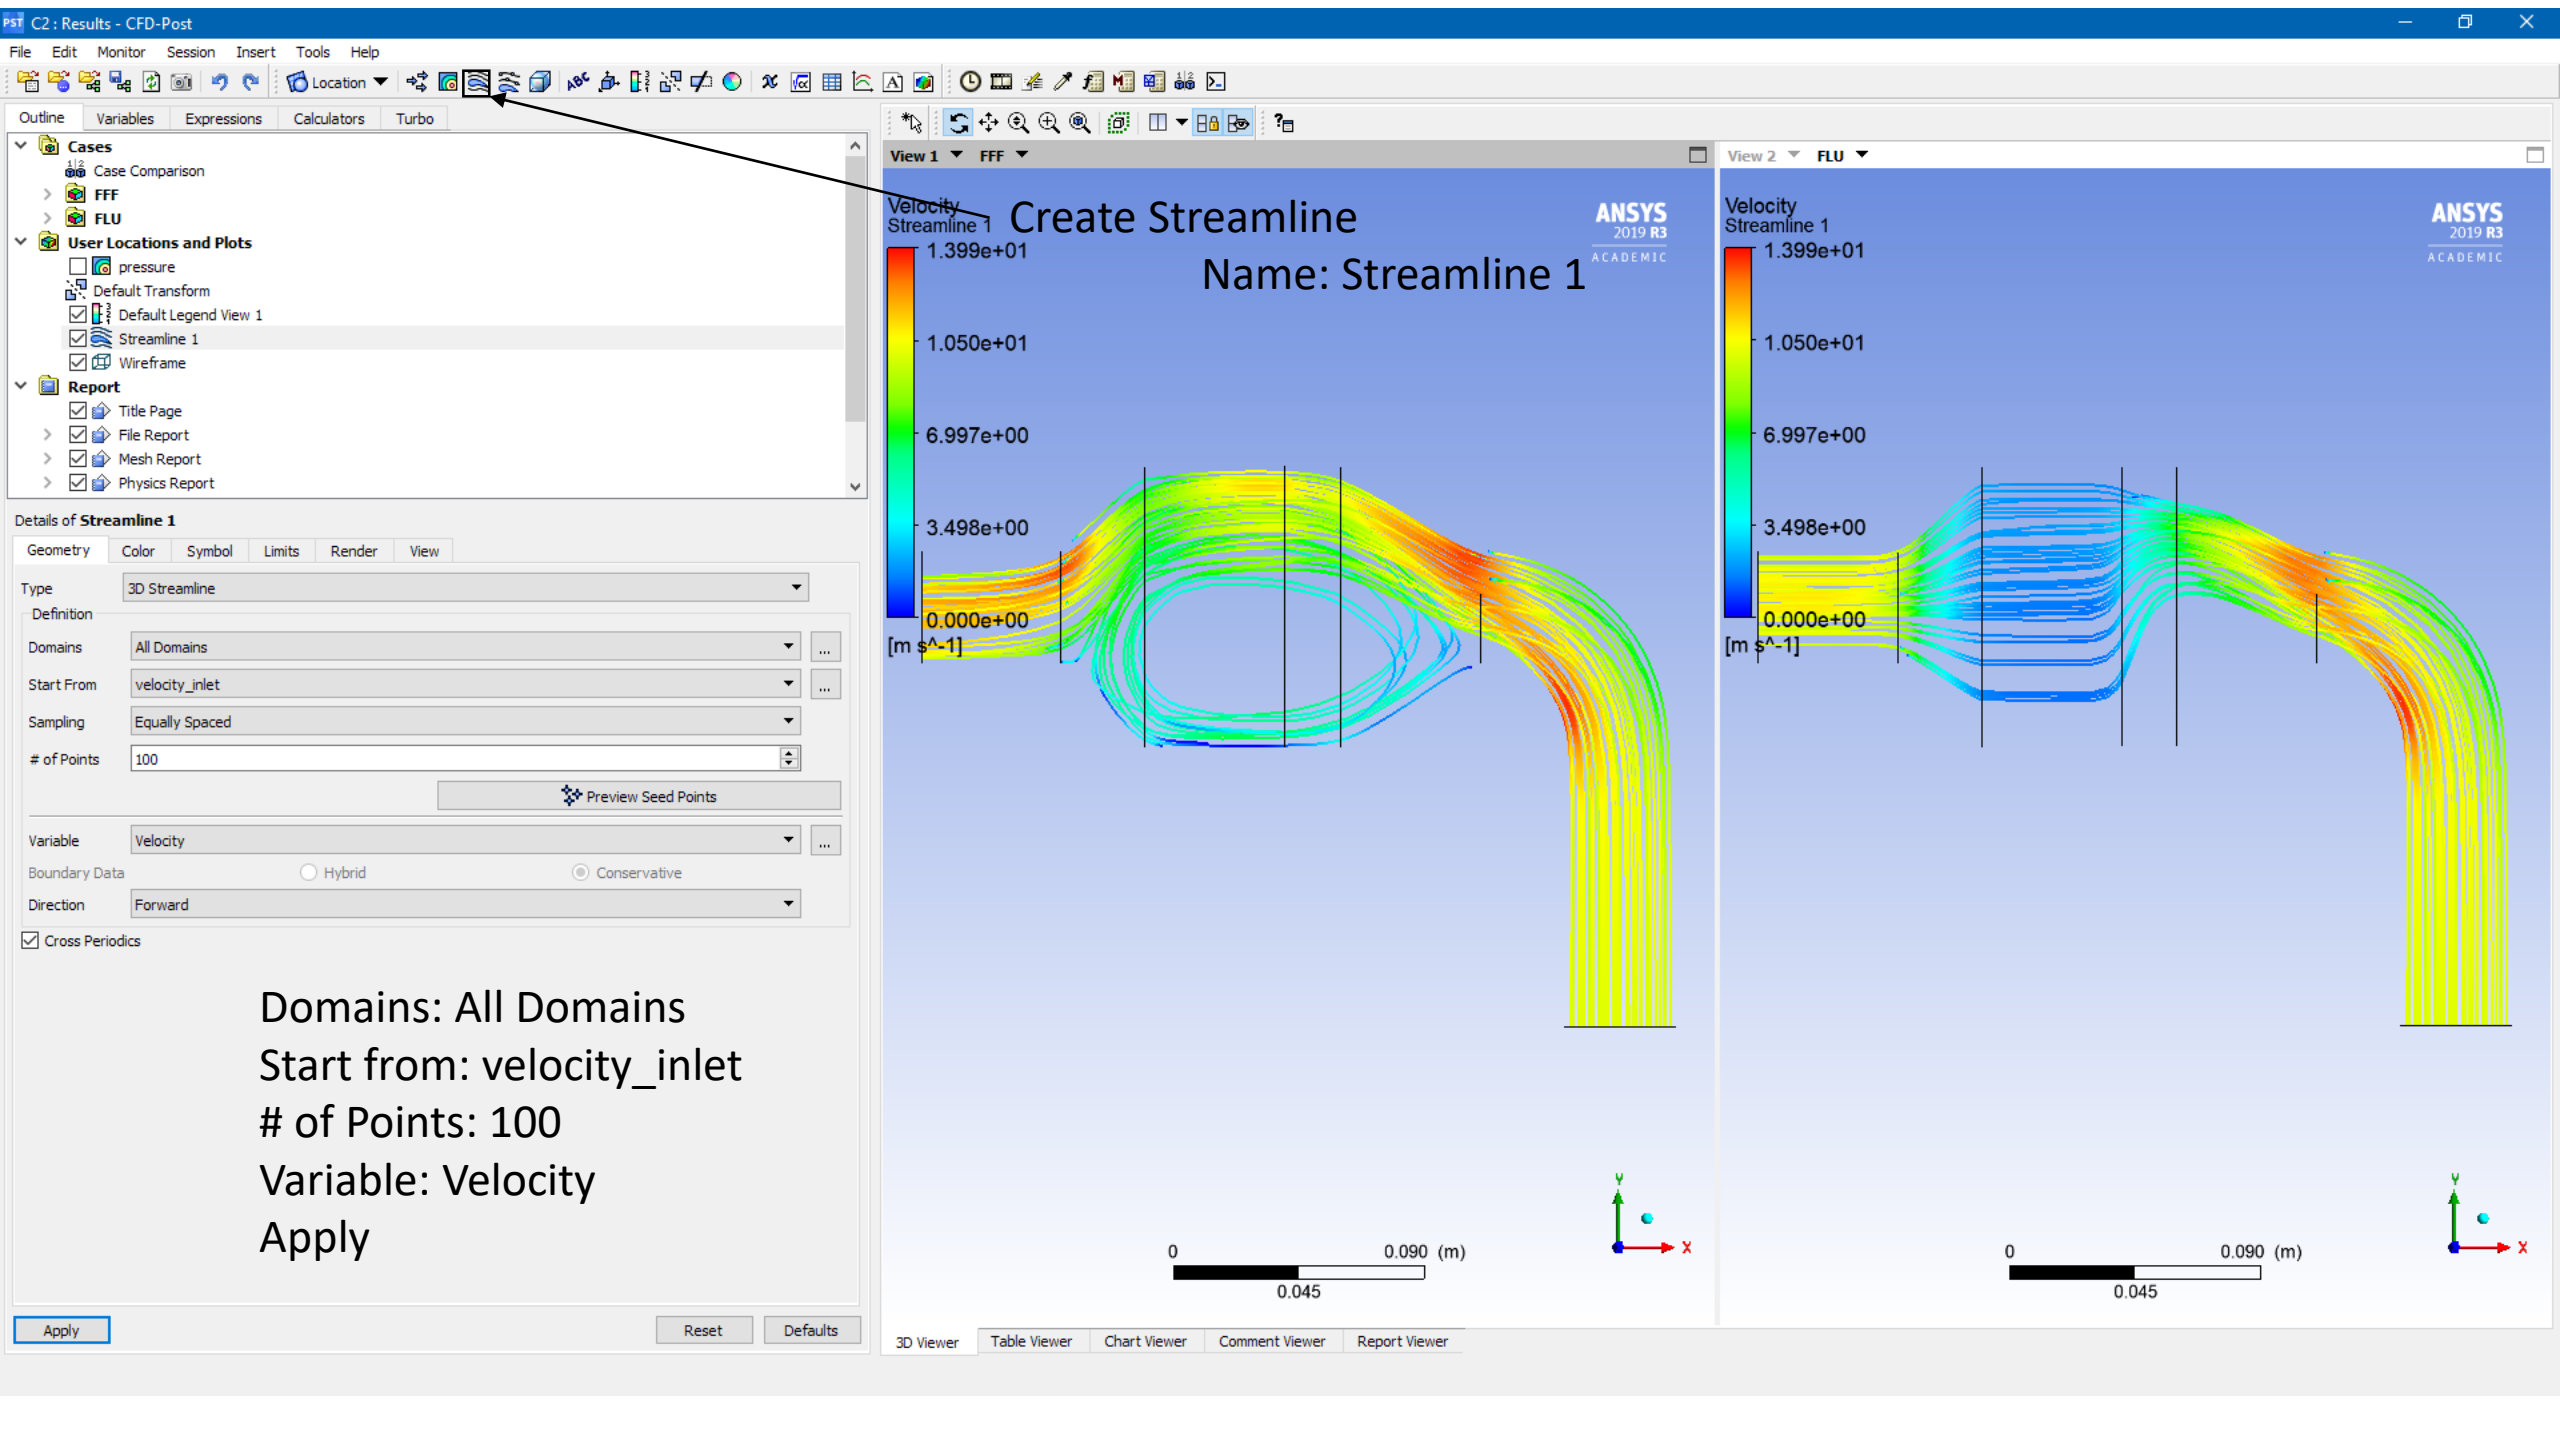 PST C2 : Results - CFD-Post
File Edit Monitor Session Insert Tools Help
Location
Outline Variables Expressions Calculators Turbo
Cases
Case Comparison
FFF
FLU
User Locations and Plots
pressure
Default Transform
Default Legend View 1
Streamline 1
Wireframe
Report
Title Page
File Report
Mesh Report
Physics Report
Details of Streamline 1
Geometry Color Symbol Limits Render View
Type 3D Streamline
Definition
Domains All Domains ...
Start From velocity_inlet ...
Sampling Equally Spaced
# of Points 100
Preview Seed Points
Variable Velocity ...
Boundary Data Hybrid Conservative
Direction Forward
Cross Periodics
Domains: All Domains
Start from: velocity_inlet
# of Points: 100
Variable: Velocity
Apply
Apply Reset Defaults
View 1 FFF
Velocity
Streamline 1
Create Streamline
Name: Streamline 1
ANSYS
2019 R3
ACADEMIC
1.399e+01
1.050e+01
6.997e+00
3.498e+00
0.000e+00
[m s^-1]
Y
X
0 0.090 (m)
0.045
View 2 FLU
Velocity
Streamline 1
ANSYS
2019 R3
ACADEMIC
1.399e+01
1.050e+01
6.997e+00
3.498e+00
0.000e+00
[m s^-1]
Y
X
0 0.090 (m)
0.045
3D Viewer Table Viewer Chart Viewer Comment Viewer Report Viewer